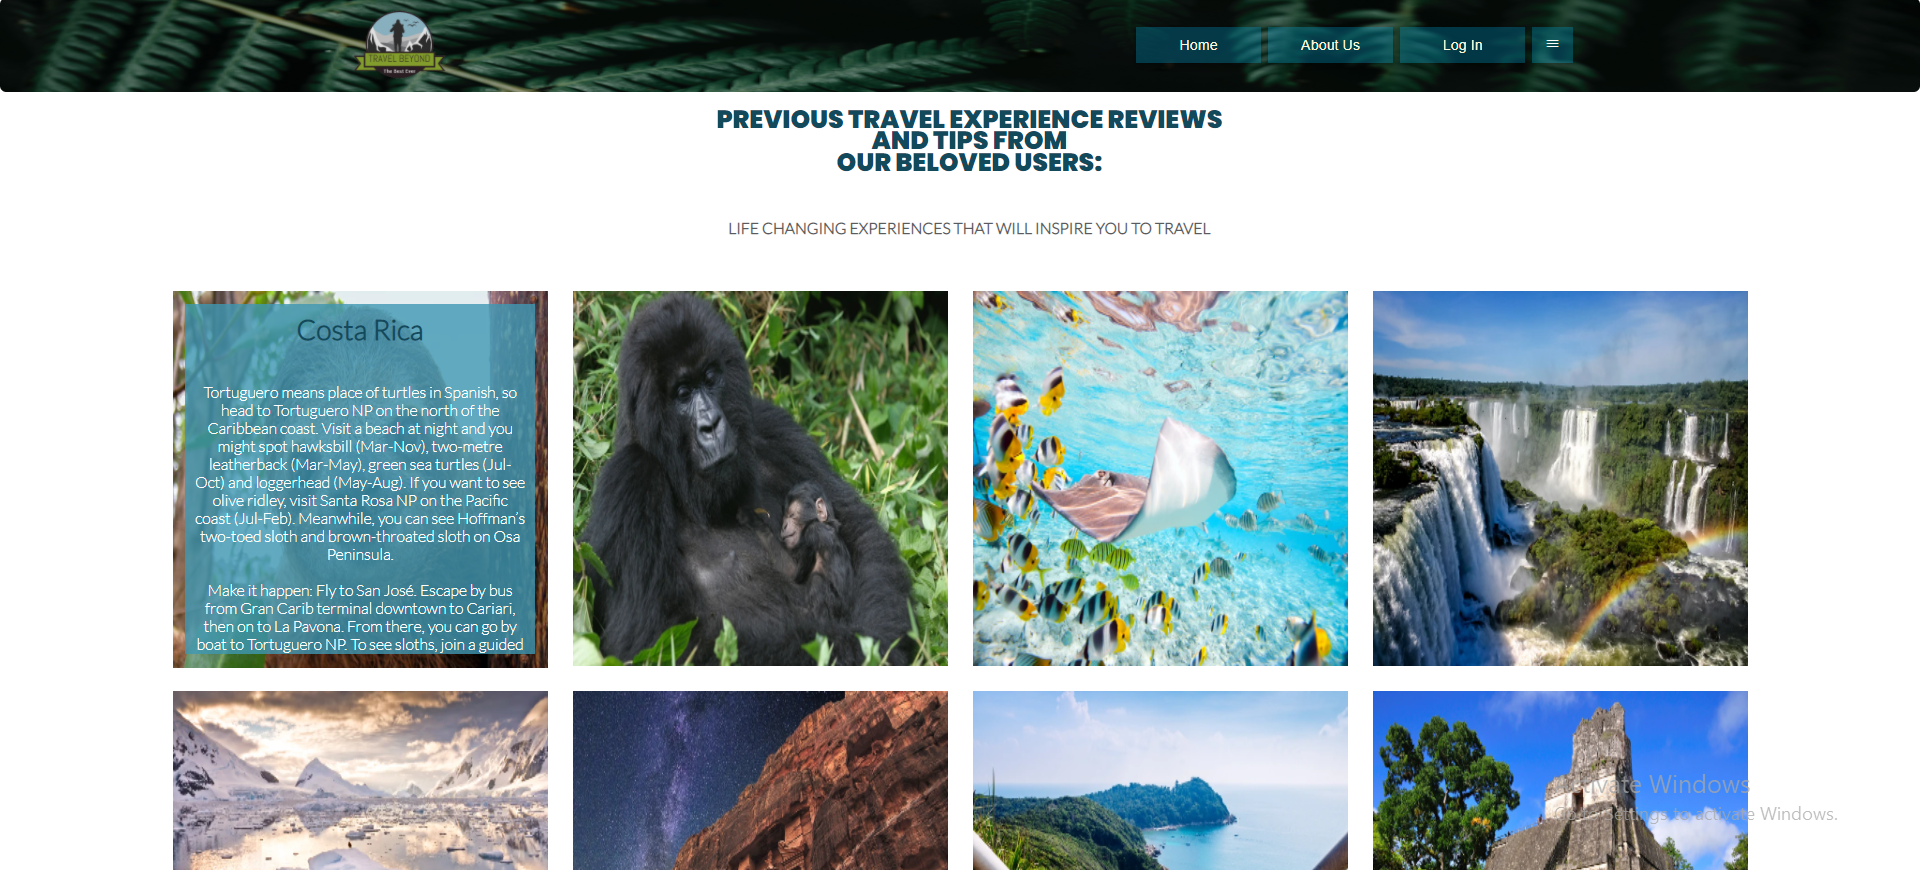 TRAVEL BEYOND
The Best Ever
Home
About Us
Log In
PREVIOUS TRAVEL EXPERIENCE REVIEWS
AND TIPS FROM
OUR BELOVED USERS:
LIFE CHANGING EXPERIENCES THAT WILL INSPIRE YOU TO TRAVEL
Costa Rica
Tortuguero means place of turtles in Spanish, so
head to Tortuguero NP on the north of the
Caribbean coast. Visit a beach at night and you
might spot hawksbill (Mar-Nov), two-metre
leatherback (Mar-May), green sea turtles (Jul-
Oct) and loggerhead (May-Aug). If you want to see
olive ridley, visit Santa Rosa NP on the Pacific
coast (Jul-Feb). Meanwhile, you can see Hoffman’s
two-toed sloth and brown-throated sloth on Osa
Peninsula.
Make it happen: Fly to San José. Escape by bus
from Gran Carib terminal downtown to Cariari,
then on to La Pavona. From there, you can go by
boat to Tortuguero NP. To see sloths, join a guided
Activate Windows
Go to Settings to activate Windows.